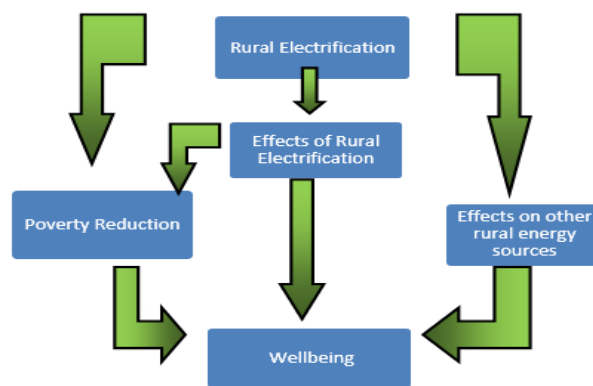 Rural Electrification
Effects of Rural
Electrification
Poverty Reduction
Effects on other
rural energy
sources
Wellbeing